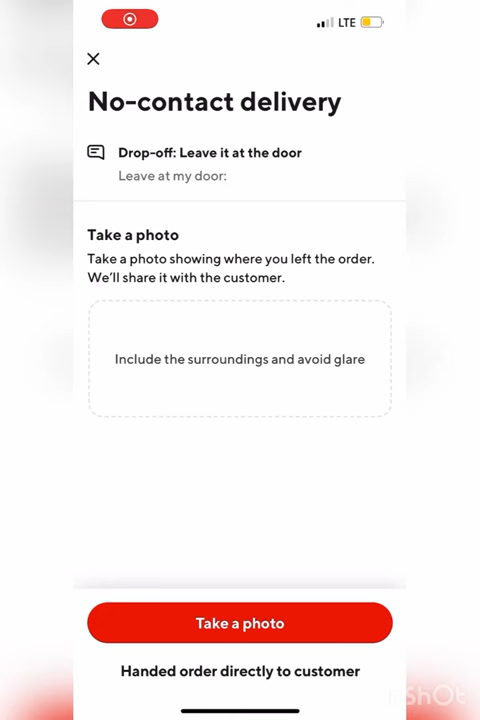 LTE
No-contact delivery
Drop-off: Leave it at the door
Leave at my door:
Take a photo
Take a photo showing where you left the order.
We'll share it with the customer.
Include the surroundings and avoid glare
Take a photo
Handed order directly to customer
InShOt